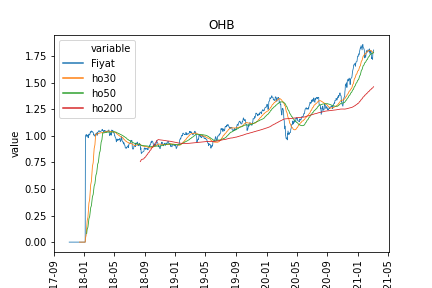 OHB
variable
Fiyat
ho30
ho50
ho200
value
1.75
1.50
1.25
1.00
0.75
0.50
0.25
0.00
17-09
18-01
18-05
18-09
19-01
19-05
19-09
20-01
20-05
20-09
21-01
21-05